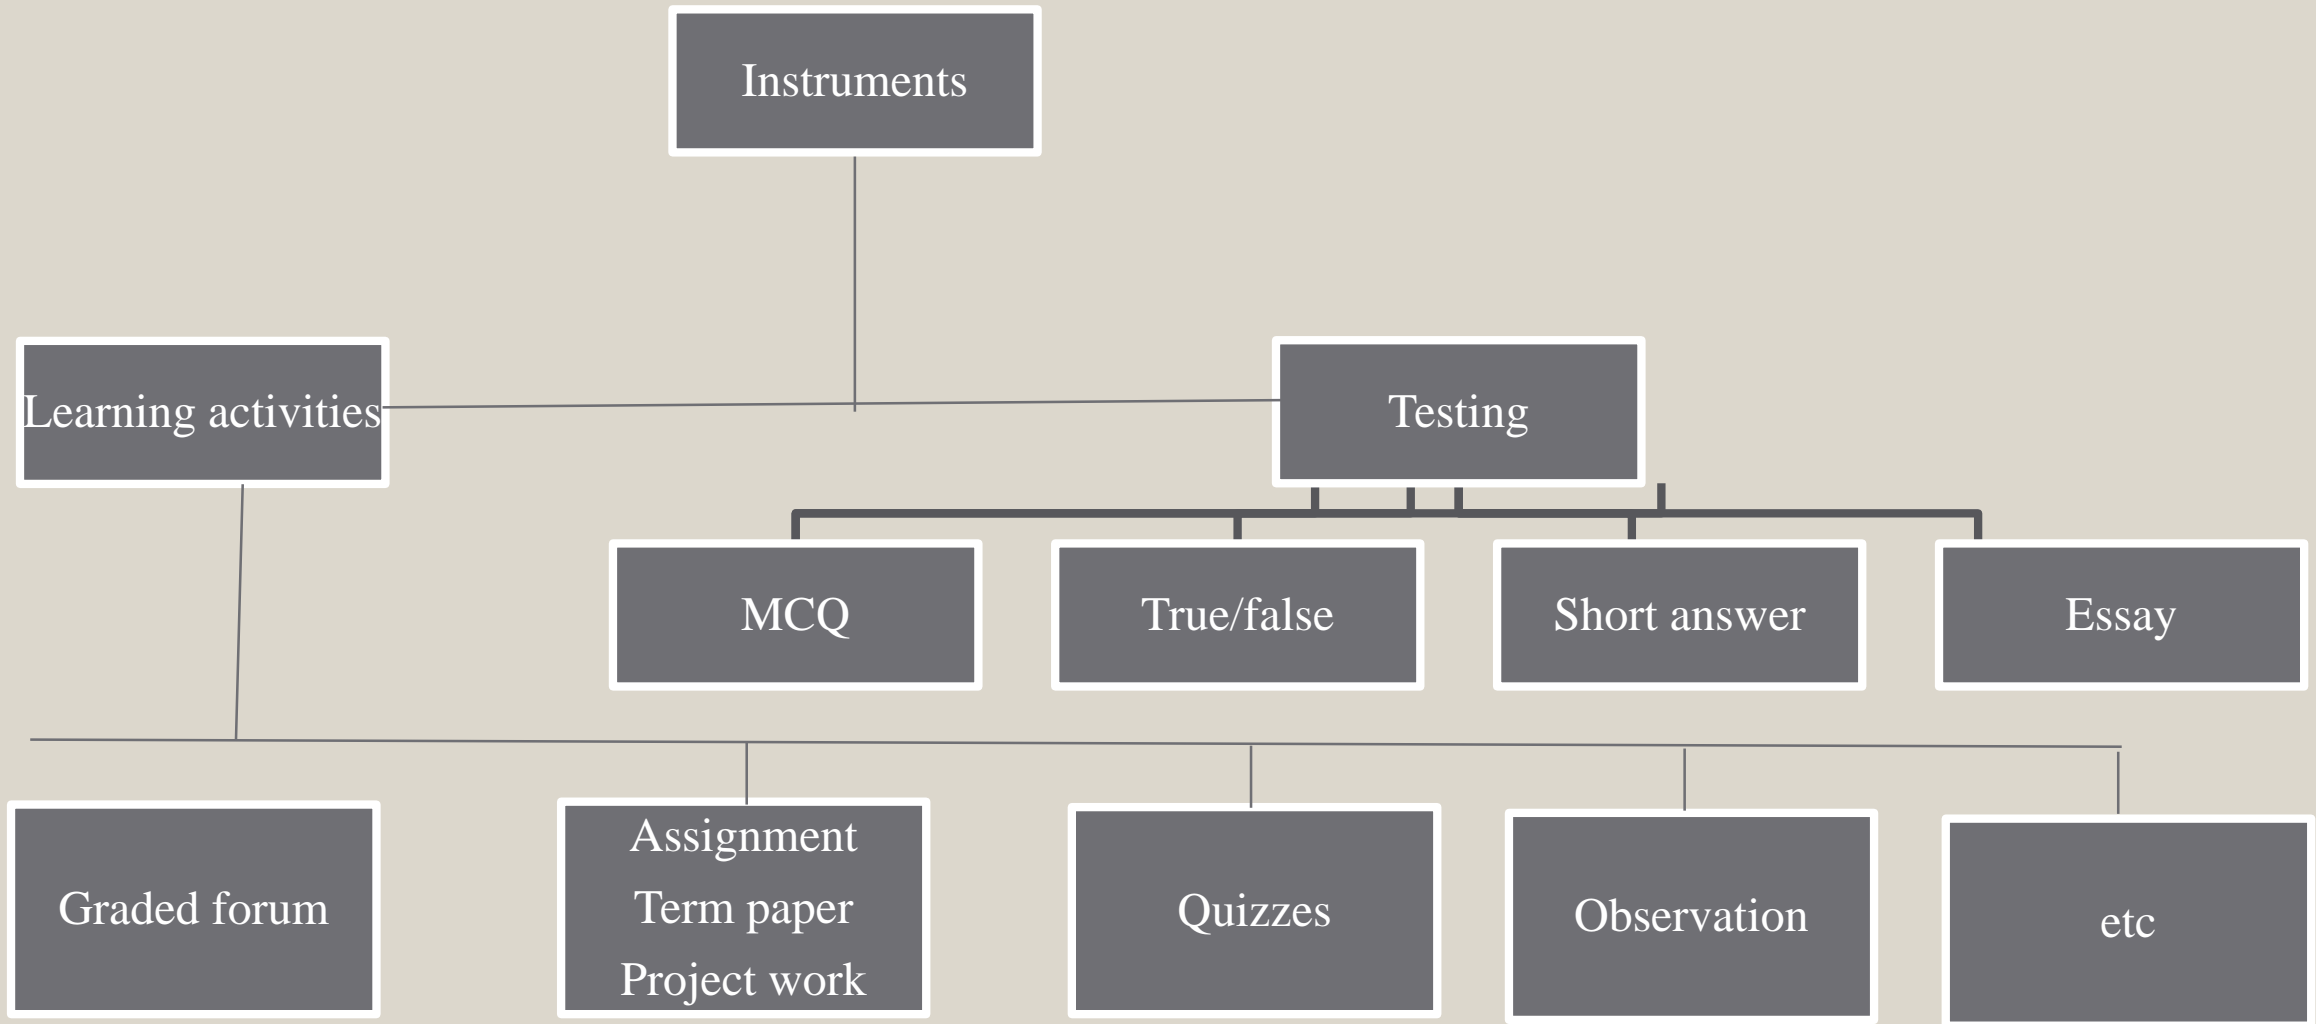 Instruments
Learning activities
Testing
MCQ
True/false
Short answer
Essay
Graded forum
Assignment
Term paper
Project work
Quizzes
Observation
etc